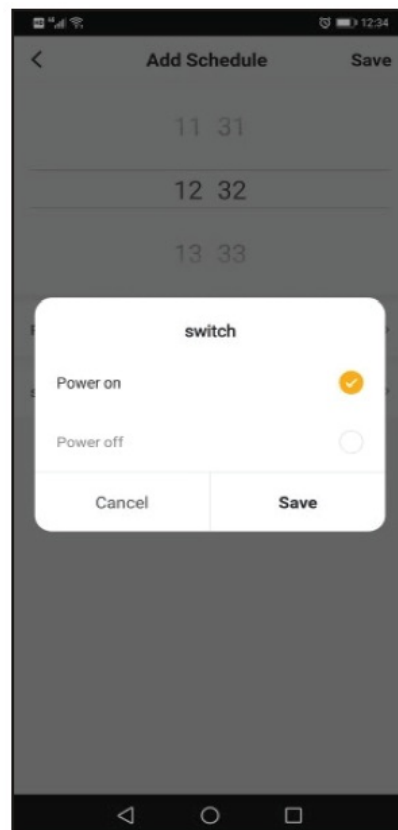 12:34
Add Schedule Save
11 31
12 32
13 33
switch
Power on
Power off
Cancel Save